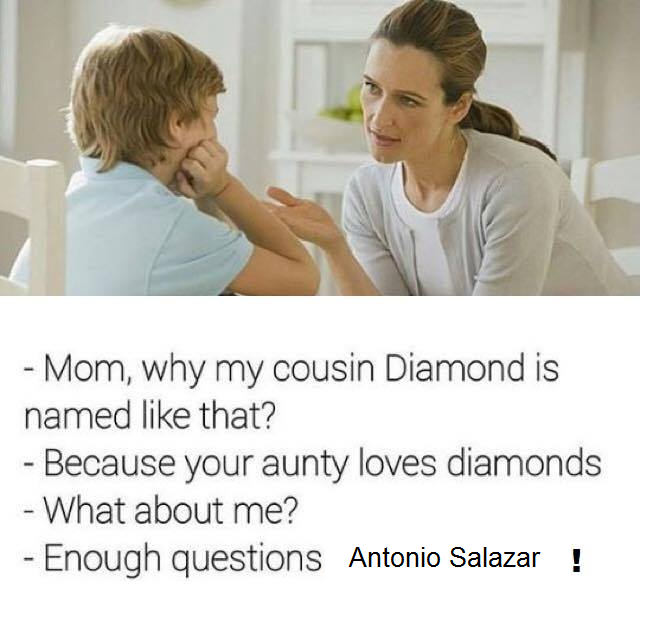 - Mom, why my cousin Diamond is
named like that?
- Because your aunty loves diamonds
- What about me?
- Enough questions Antonio Salazar !